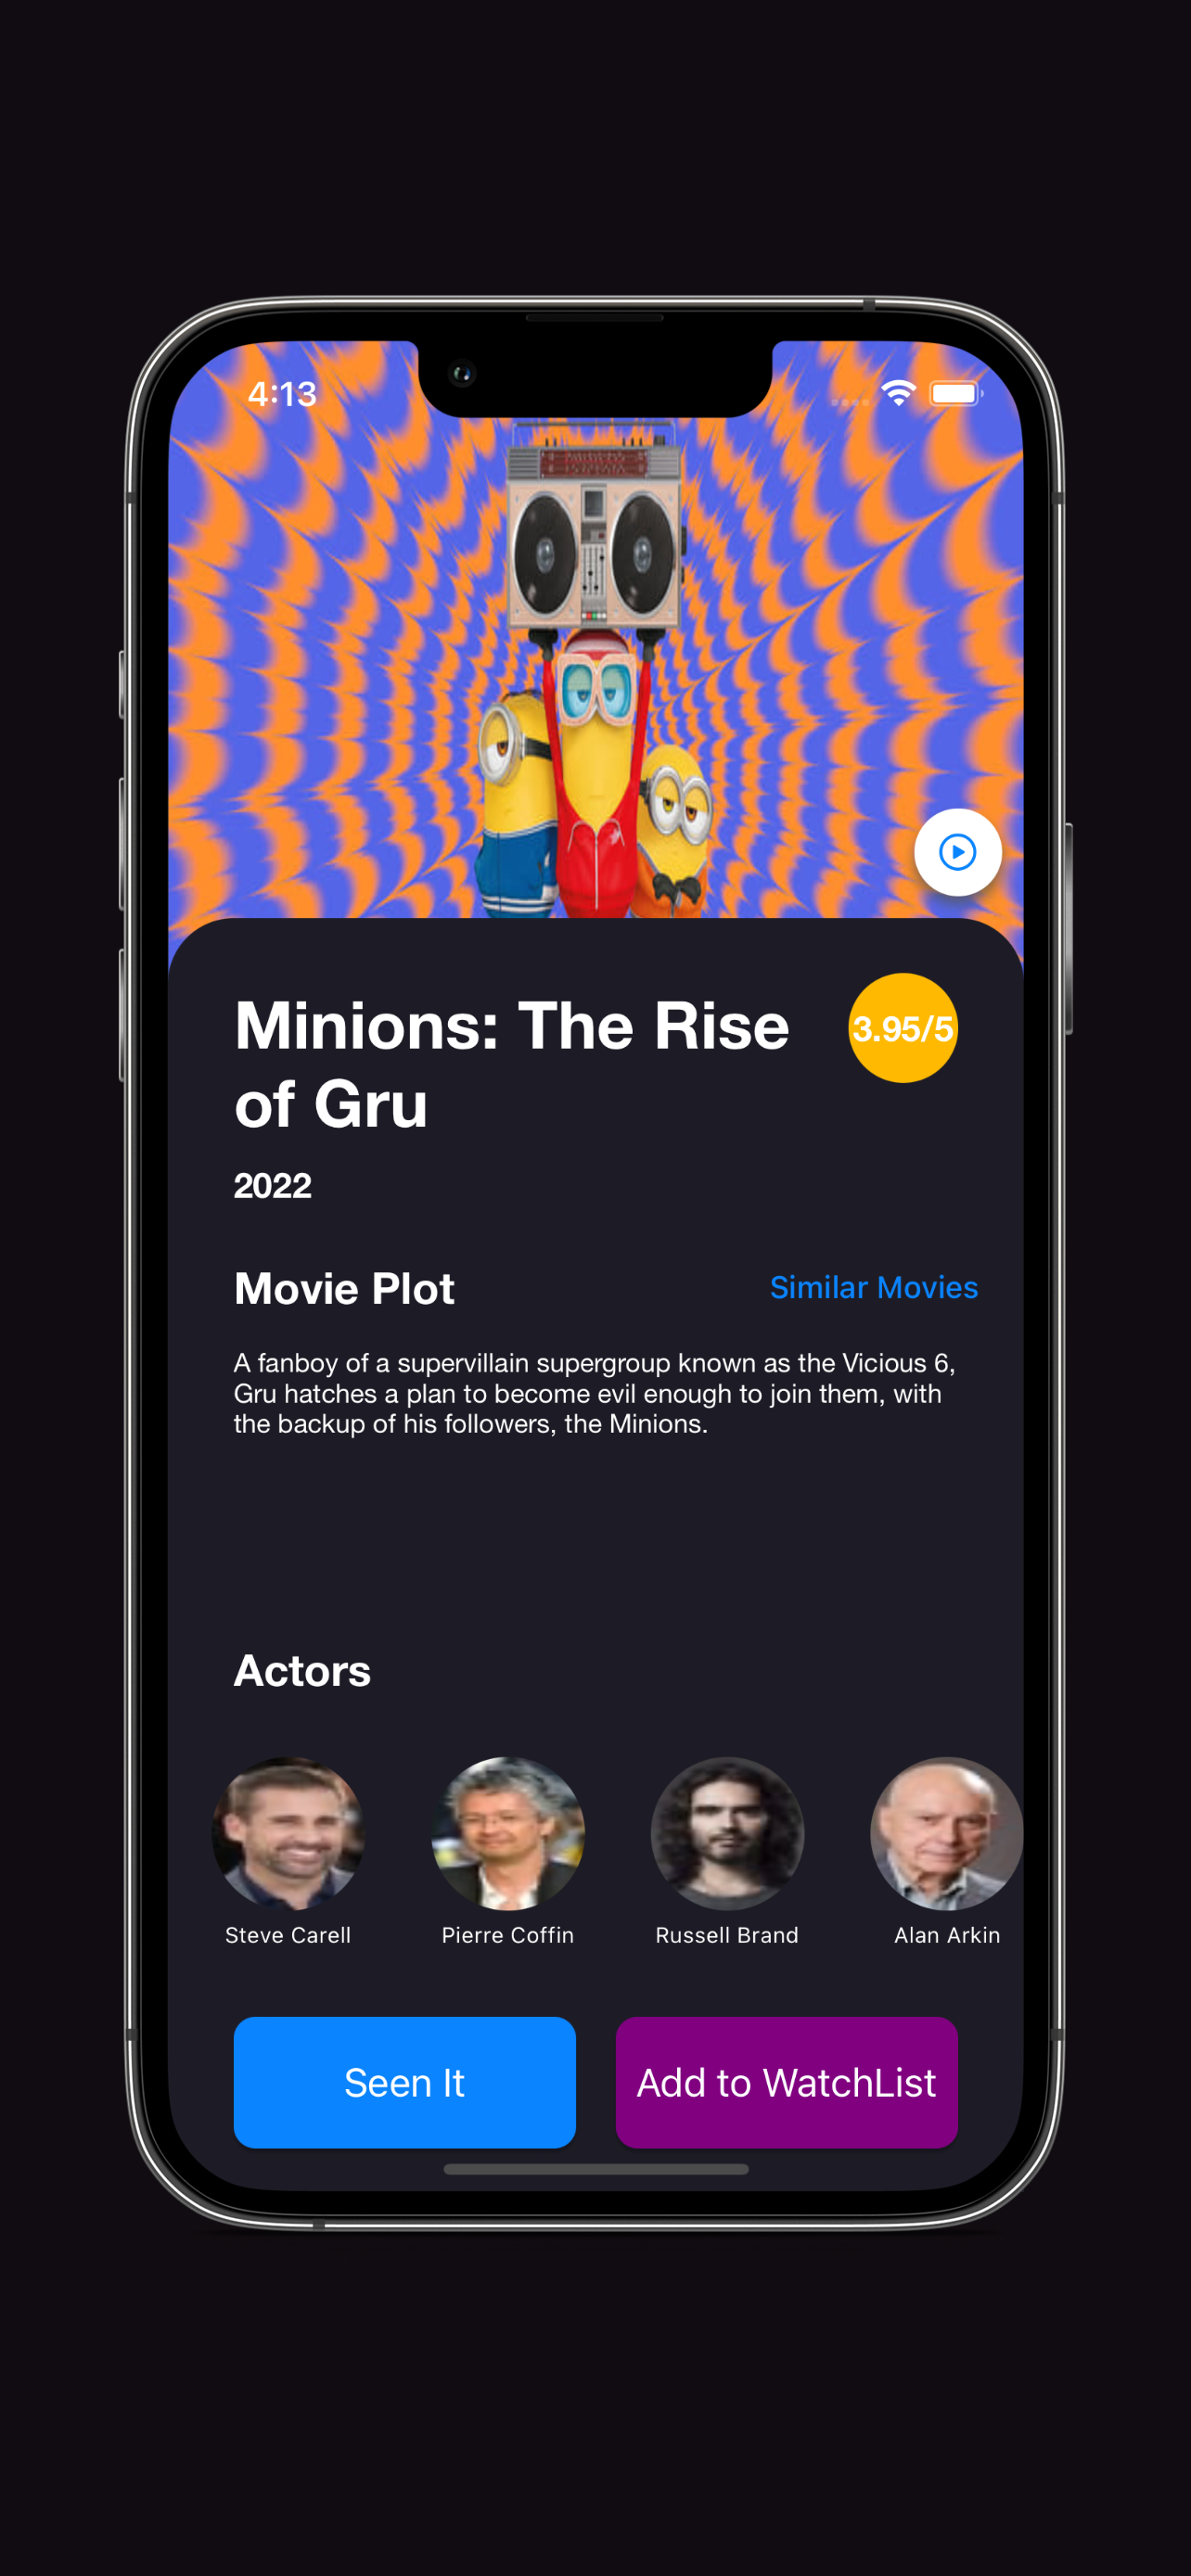 4:13
Minions: The Rise
of Gru
3.95/5
2022
Movie Plot
Similar Movies
A fanboy of a supervillain supergroup known as the Vicious 6,
Gru hatches a plan to become evil enough to join them, with
the backup of his followers, the Minions.
Actors
Steve Carell
Pierre Coffin
Russell Brand
Alan Arkin
Seen It
Add to WatchList